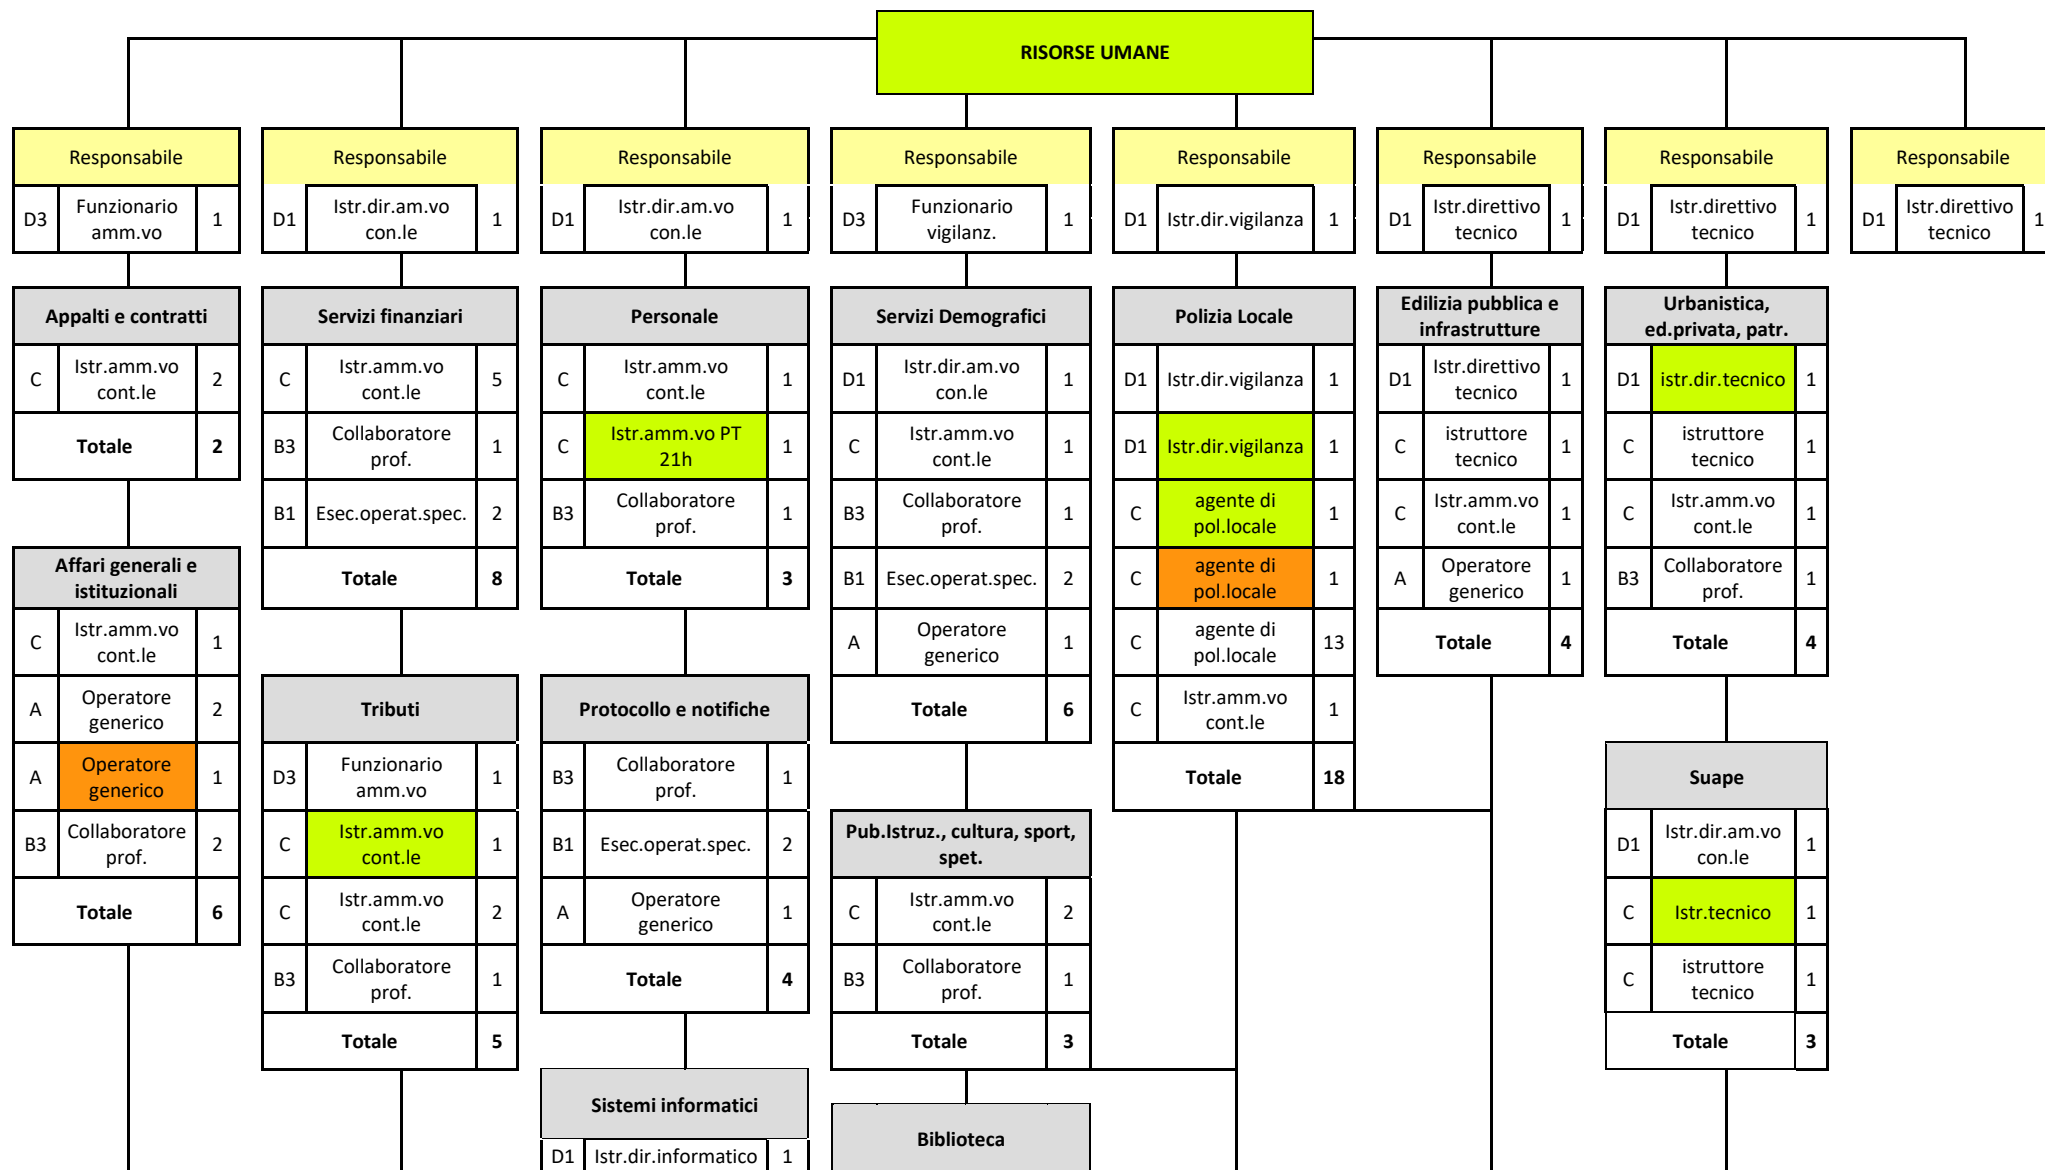 RISORSE UMANE
Responsabile
D3 Funzionario amm.vo 1
Appalti e contratti
C Istr.amm.vo cont.le 2
Totale 2
Affari generali e istituzionali
C Istr.amm.vo cont.le 1
A Operatore generico 2
A Operatore generico 1
B3 Collaboratore prof. 2
Totale 6
Responsabile
D1 Istr.dir.am.vo con.le 1
Servizi finanziari
C Istr.amm.vo cont.le 5
B3 Collaboratore prof. 1
B1 Esec.operat.spec. 2
Totale 8
Tributi
D3 Funzionario amm.vo 1
C Istr.amm.vo cont.le 1
C Istr.amm.vo cont.le 2
B3 Collaboratore prof. 1
Totale 5
Responsabile
D1 Istr.dir.am.vo con.le 1
Personale
C Istr.amm.vo cont.le 1
C Istr.amm.vo PT 21h 1
B3 Collaboratore prof. 1
Totale 3
Protocollo e notifiche
B3 Collaboratore prof. 1
B1 Esec.operat.spec. 2
A Operatore generico 1
Totale 4
Sistemi informatici
D1 Istr.dir.informatico 1
Responsabile
D3 Funzionario vigilanz. 1
Servizi Demografici
D1 Istr.dir.am.vo con.le 1
C Istr.amm.vo cont.le 1
B3 Collaboratore prof. 1
B1 Esec.operat.spec. 2
A Operatore generico 1
Totale 6
Pub.Istruz., cultura, sport, spet.
C Istr.amm.vo cont.le 2
B3 Collaboratore prof. 1
Totale 3
Biblioteca
Responsabile
D1 Istr.dir.vigilanza 1
Polizia Locale
D1 Istr.dir.vigilanza 1
D1 Istr.dir.vigilanza 1
C agente di pol.locale 1
C agente di pol.locale 1
C agente di pol.locale 13
C Istr.amm.vo cont.le 1
Totale 18
Responsabile
D1 Istr.direttivo tecnico 1
Edilizia pubblica e infrastrutture
D1 Istr.direttivo tecnico 1
C istruttore tecnico 1
C Istr.amm.vo cont.le 1
A Operatore generico 1
Totale 4
Responsabile
D1 Istr.direttivo tecnico 1
Urbanistica, ed.privata, patr.
D1 istr.dir.tecnico 1
C istruttore tecnico 1
C Istr.amm.vo cont.le 1
B3 Collaboratore prof. 1
Totale 4
Suape
D1 Istr.dir.am.vo con.le 1
C Istr.tecnico 1
C istruttore tecnico 1
Totale 3
Responsabile
D1 Istr.direttivo tecnico 1